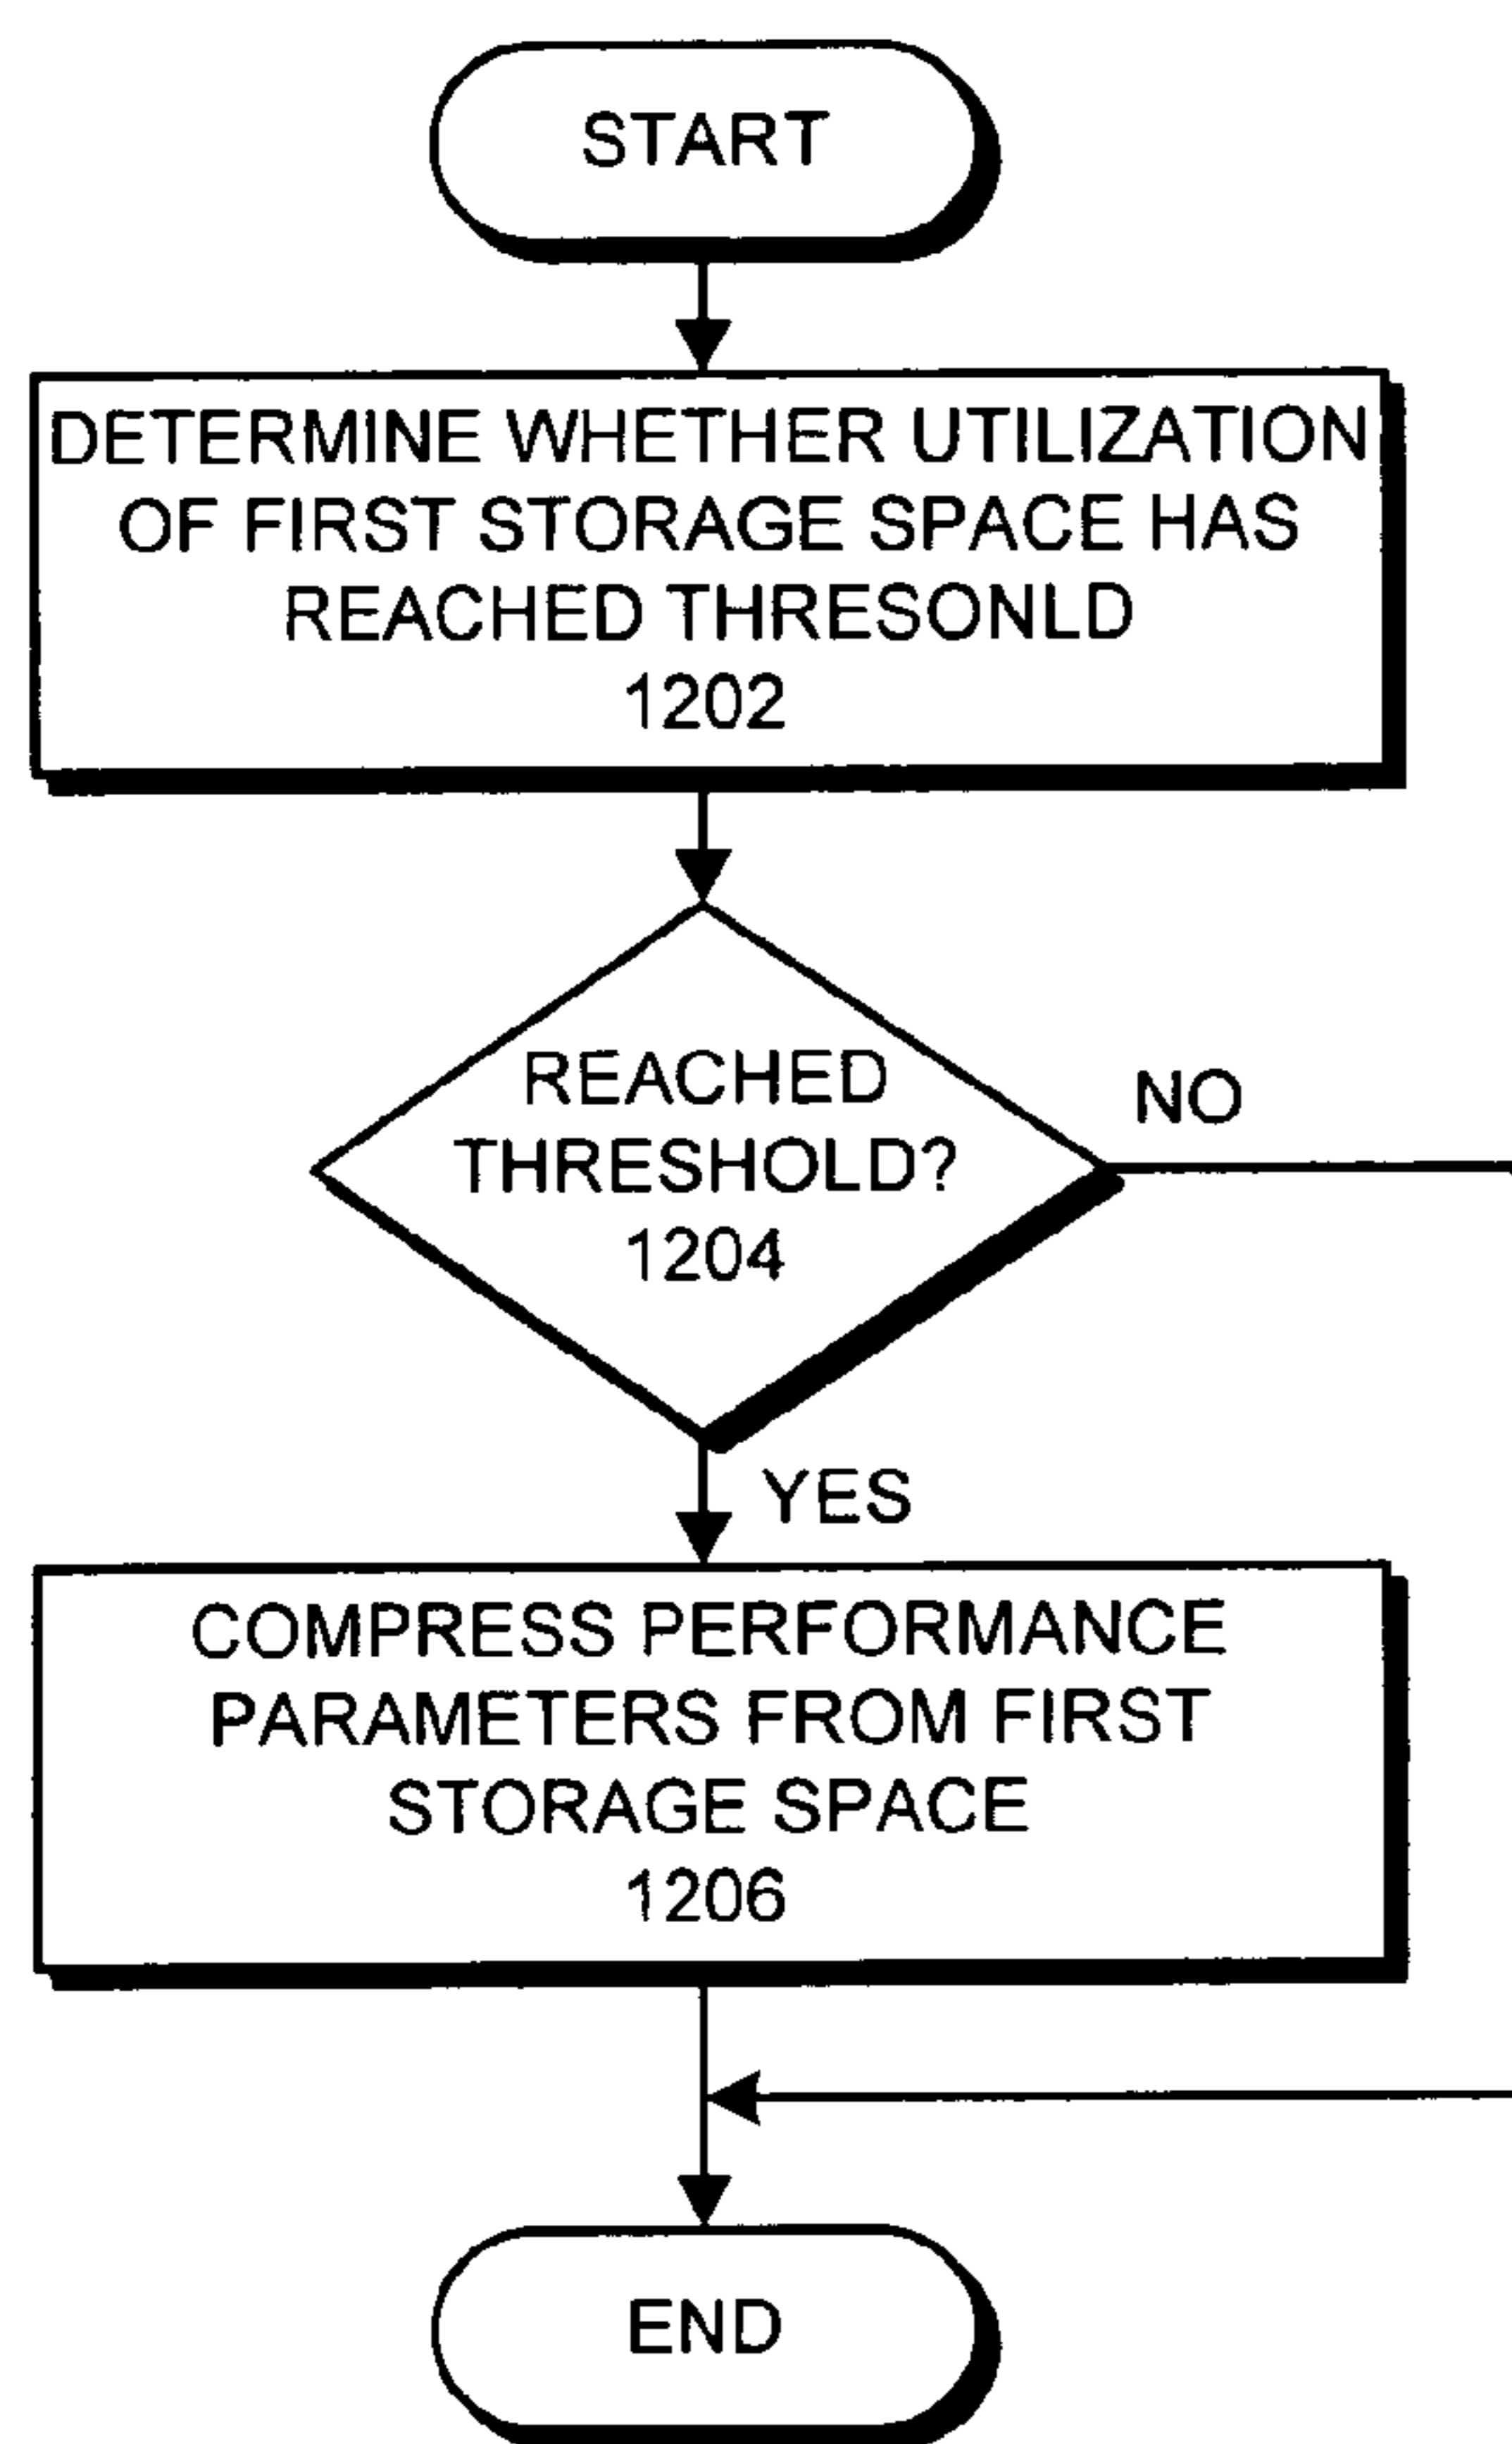 START
DETERMINE WHETHER UTILIZATION
OF FIRST STORAGE SPACE HAS
REACHED THRESONLD
1202
REACHED
THRESHOLD?
1204
NO
YES
COMPRESS PERFORMANCE
PARAMETERS FROM FIRST
STORAGE SPACE
1206
END